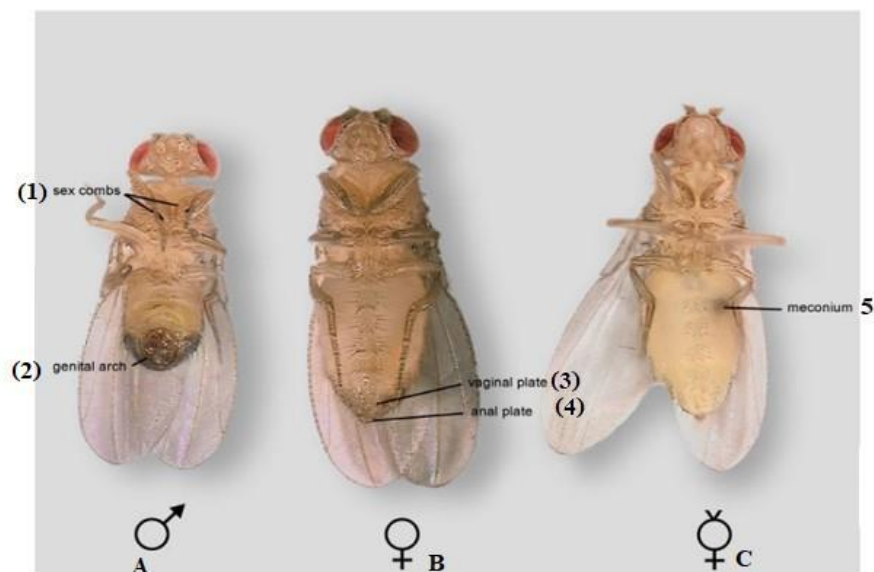 (1) sex combs
(2) genital arch
vaginal plate (3)
anal plate (4)
meconium 5
A
B
C